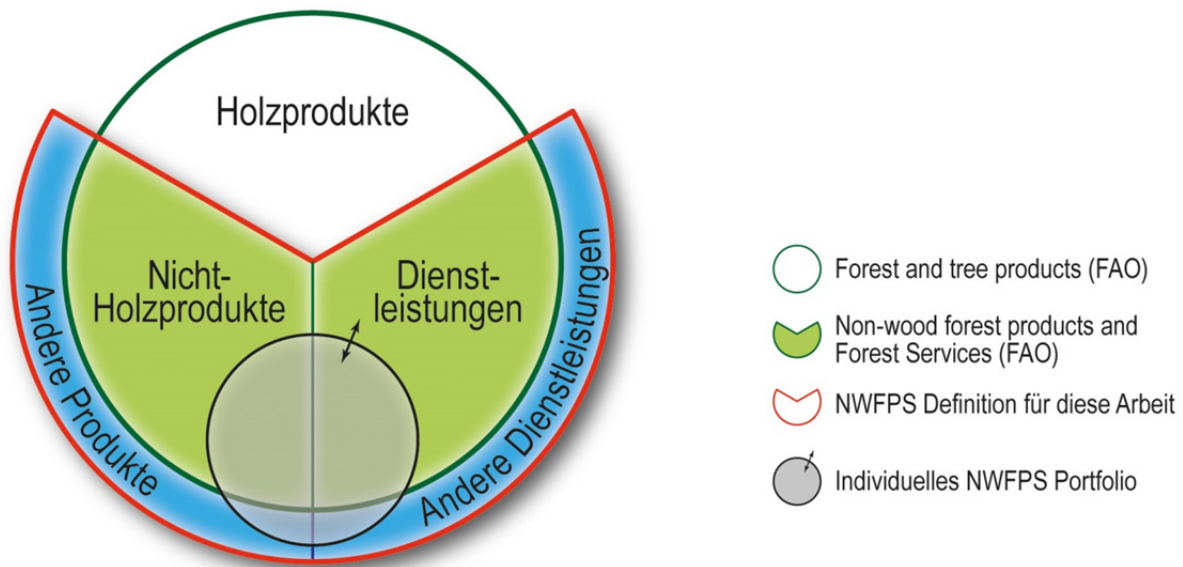 Holzprodukte
Nicht-
Holzprodukte
Dienst-
leistungen
Andere Produkte
Andere Dienstleistungen
Forest and tree products (FAO)
Non-wood forest products and
Forest Services (FAO)
NWFPS Definition für diese Arbeit
Individuelles NWFPS Portfolio